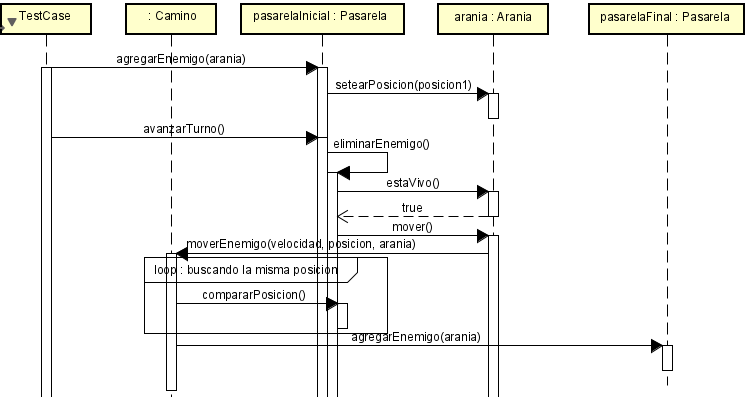 TestCase
: Camino
pasarelaInicial : Pasarela
arania : Arania
pasarelaFinal : Pasarela
agregarEnemigo(arania)
setearPosicion(posicion1)
avanzarTurno()
eliminarEnemigo()
estaVivo()
true
mover()
moverEnemigo(velocidad, posicion, arania)
loop : buscando la misma posicion
compararPosicion()
agregarEnemigo(arania)